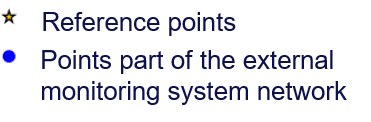 Reference points
Points part of the external
monitoring system network